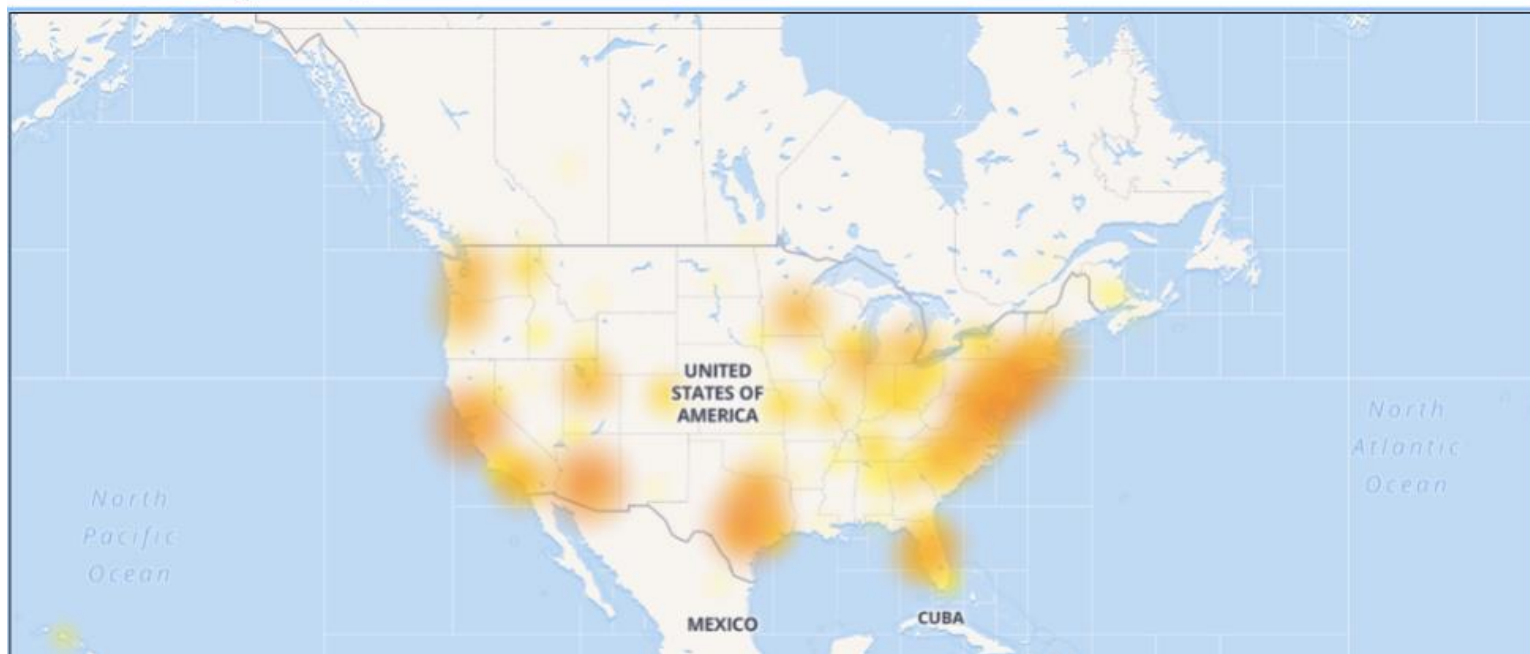 UNITED
STATES OF
AMERICA
North
Atlantic
Ocean
North
Pacific
Ocean
MEXICO
CUBA